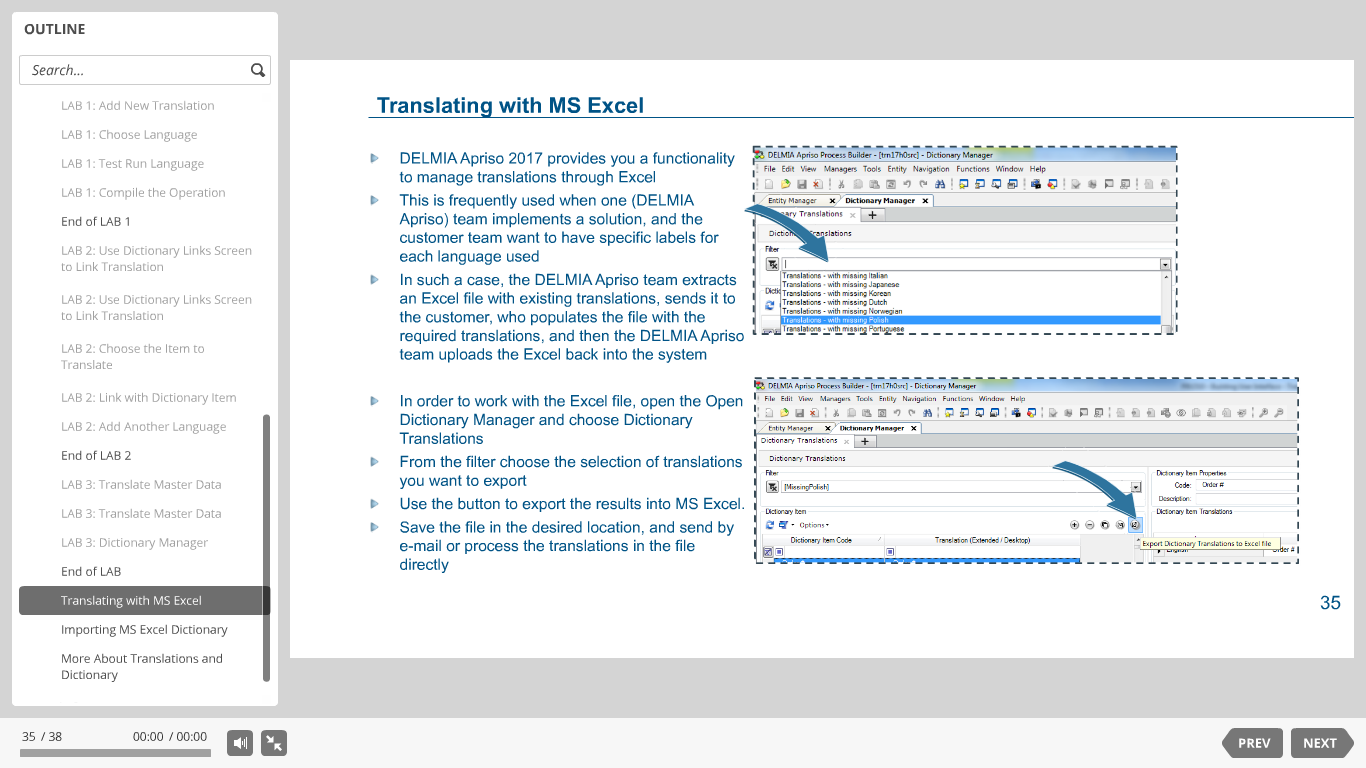 OUTLINE
Search...
LAB 1: Add New Translation
LAB 1: Choose Language
LAB 1: Test Run Language
LAB 1: Compile the Operation
End of LAB 1
LAB 2: Use Dictionary Links Screen
to Link Translation
LAB 2: Use Dictionary Links Screen
to Link Translation
LAB 2: Choose the Item to
Translate
LAB 2: Link with Dictionary Item
LAB 2: Add Another Language
End of LAB 2
LAB 3: Translate Master Data
LAB 3: Translate Master Data
LAB 3: Dictionary Manager
End of LAB
Translating with MS Excel
Importing MS Excel Dictionary
More About Translations and
Dictionary
Translating with MS Excel
DELMIA Apriso 2017 provides you a functionality
to manage translations through Excel
This is frequently used when one (DELMIA
Apriso) team implements a solution, and the
customer team want to have specific labels for
each language used
In such a case, the DELMIA Apriso team extracts
an Excel file with existing translations, sends it to
the customer, who populates the file with the
required translations, and then the DELMIA Apriso
team uploads the Excel back into the system
In order to work with the Excel file, open the Open
Dictionary Manager and choose Dictionary
Translations
From the filter choose the selection of translations
you want to export
Use the button to export the results into MS Excel.
Save the file in the desired location, and send by
e-mail or process the translations in the file
directly
DELMIA Apriso Process Builder - [trn17h0src] - Dictionary Manager
File Edit View Managers Tools Entity Navigation Functions Window Help
Entity Manager Dictionary Manager
Translations
Translations
Filter
Translations - with missing Italian
Translations - with missing Japanese
Translations - with missing Korean
Translations - with missing Dutch
Translations - with missing Norwegian
Translations - with missing Polish
Translations - with missing Portuguese
DELMIA Apriso Process Builder - [trn17h0src] - Dictionary Manager
File Edit View Managers Tools Entity Navigation Functions Window Help
Entity Manager Dictionary Manager
Dictionary Translations
Dictionary Translations
Filter
[MissingPolish]
Dictionary Item
Options
Dictionary Item Code Translation (Extended / Desktop)
Dictionary Item Properties
Code: Order #
Description:
Dictionary Item Translations
Export Dictionary Translations to Excel file
English Order #
35
35 / 38 00:00 / 00:00
PREV NEXT